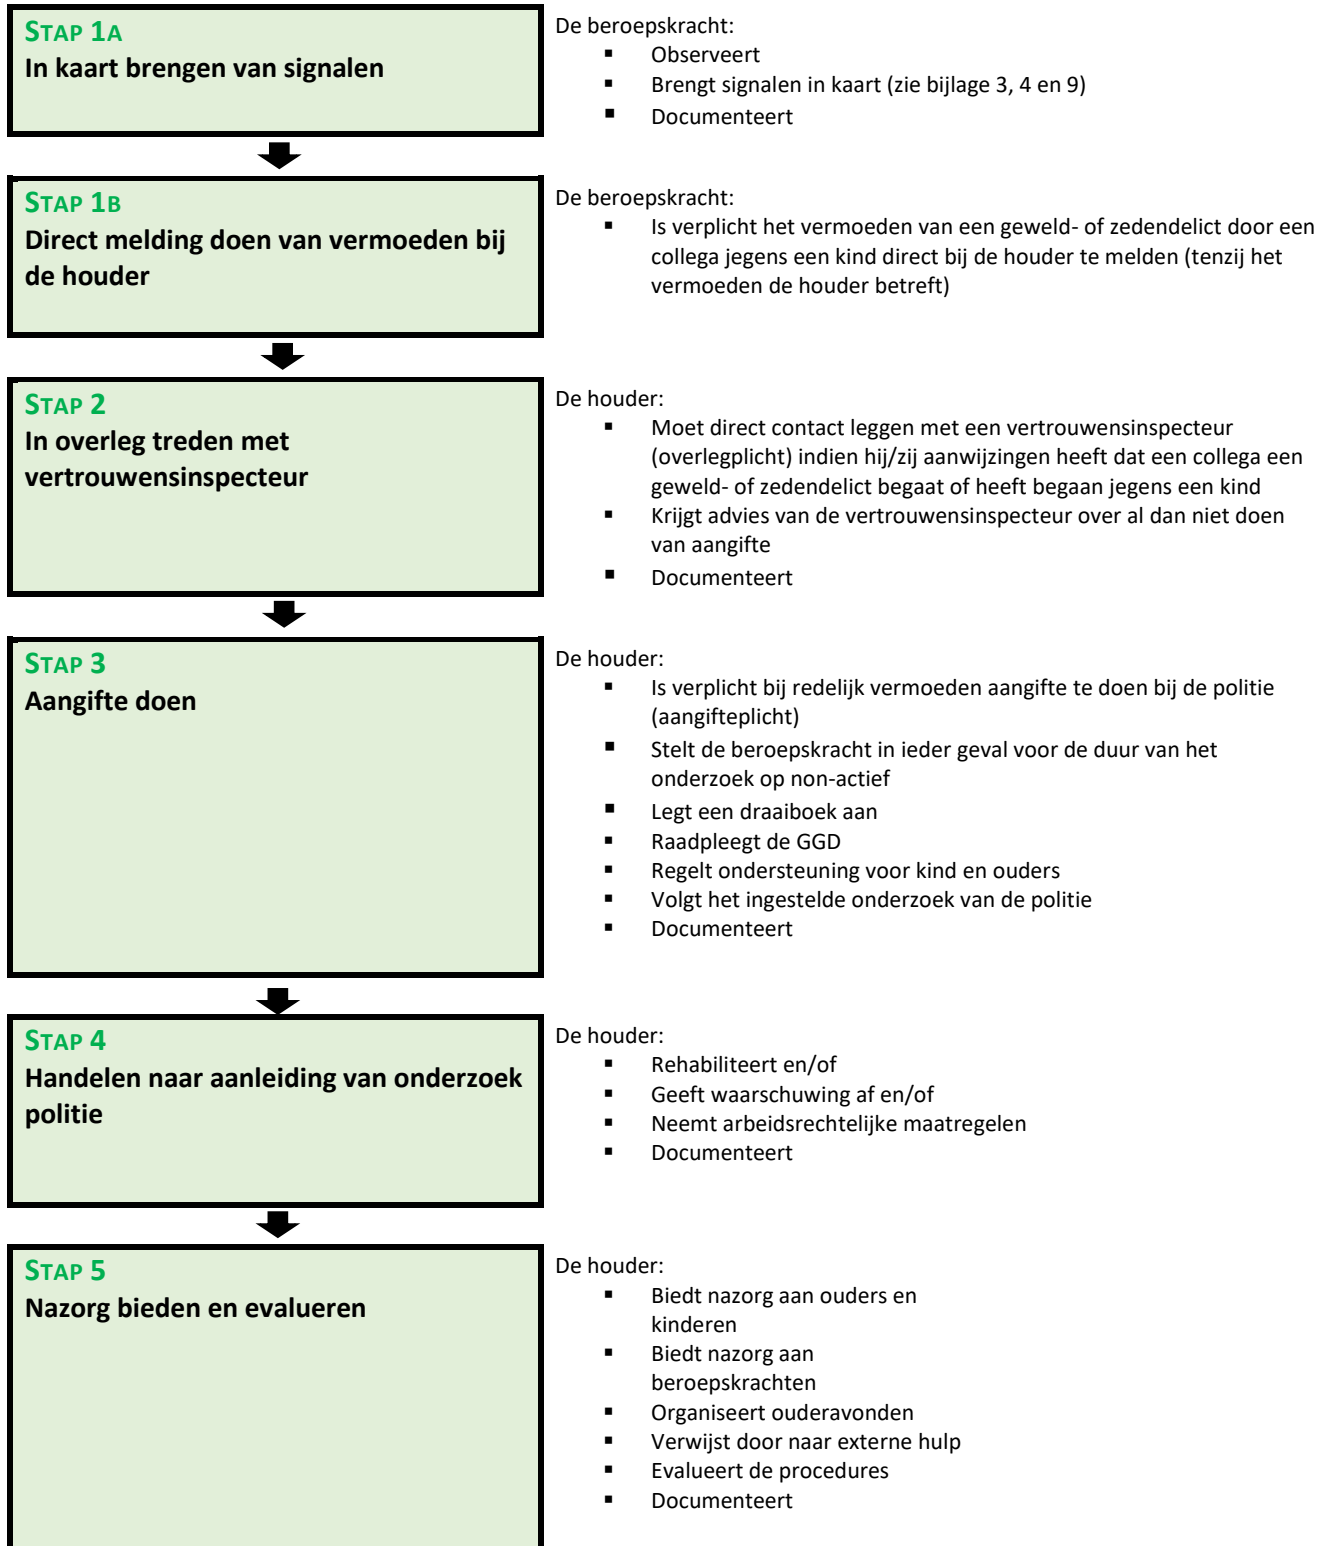 STAP 1A
In kaart brengen van signalen
De beroepskracht:
▪ Observeert
▪ Brengt signalen in kaart (zie bijlage 3, 4 en 9)
▪ Documenteert
STAP 1B
Direct melding doen van vermoeden bij
de houder
De beroepskracht:
▪ Is verplicht het vermoeden van een geweld- of zedendelict door een
collega jegens een kind direct bij de houder te melden (tenzij het
vermoeden de houder betreft)
STAP 2
In overleg treden met
vertrouwensinspecteur
De houder:
▪ Moet direct contact leggen met een vertrouwensinspecteur
(overlegplicht) indien hij/zij aanwijzingen heeft dat een collega een
geweld- of zedendelict begaat of heeft begaan jegens een kind
▪ Krijgt advies van de vertrouwensinspecteur over al dan niet doen
van aangifte
▪ Documenteert
STAP 3
Aangifte doen
De houder:
▪ Is verplicht bij redelijk vermoeden aangifte te doen bij de politie
(aangifteplicht)
▪ Stelt de beroepskracht in ieder geval voor de duur van het
onderzoek op non-actief
▪ Legt een draaiboek aan
▪ Raadpleegt de GGD
▪ Regelt ondersteuning voor kind en ouders
▪ Volgt het ingestelde onderzoek van de politie
▪ Documenteert
STAP 4
Handelen naar aanleiding van onderzoek
politie
De houder:
▪ Rehabiliteert en/of
▪ Geeft waarschuwing af en/of
▪ Neemt arbeidsrechtelijke maatregelen
▪ Documenteert
STAP 5
Nazorg bieden en evalueren
De houder:
▪ Biedt nazorg aan ouders en
kinderen
▪ Biedt nazorg aan
beroepskrachten
▪ Organiseert ouderavonden
▪ Verwijst door naar externe hulp
▪ Evalueert de procedures
▪ Documenteert